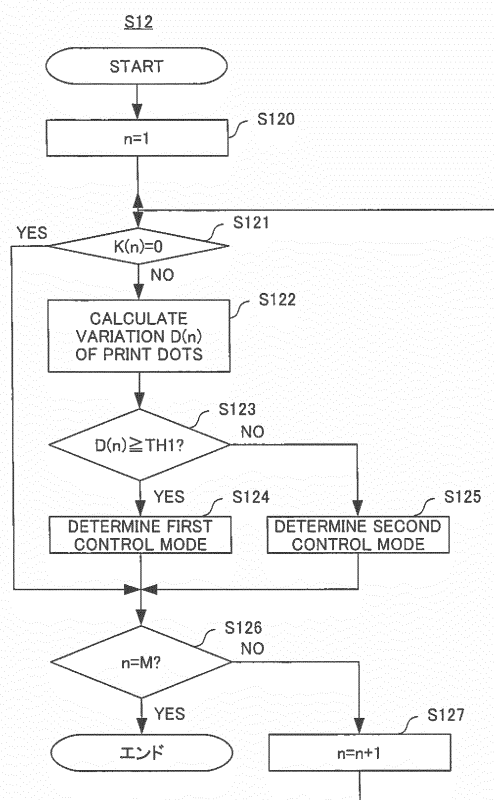 S12
START
n=1
S120
K(n)=0
S121
YES
NO
CALCULATE
VARIATION D(n)
OF PRINT DOTS
S122
D(n)≧TH1?
S123
NO
YES
DETERMINE FIRST
CONTROL MODE
S124
DETERMINE SECOND
CONTROL MODE
S125
n=M?
S126
NO
YES
エンド
n=n+1
S127